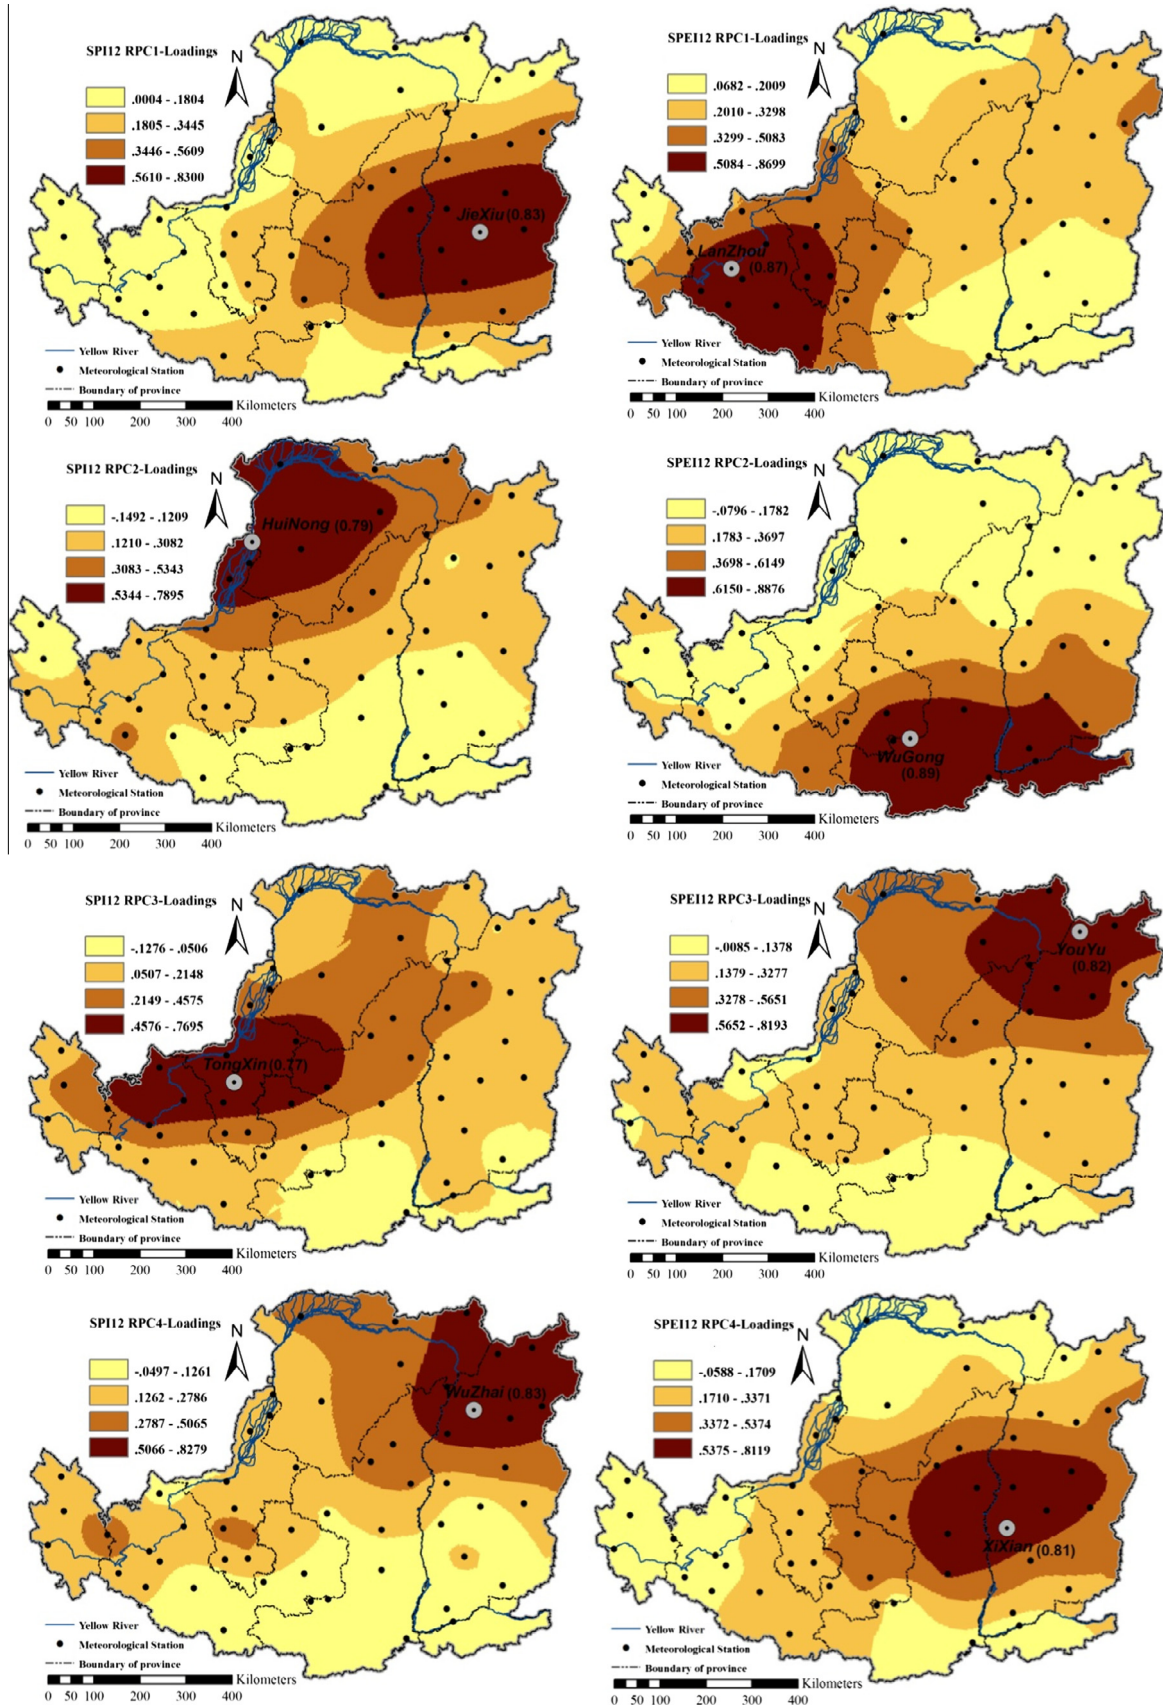 SPI12 RPC1-Loadings
N
.0004 - .1804
.1805 - .3445
.3446 - .5609
.5610 - .8300
JieXiu (0.83)
Yellow River
Meteorological Station
Boundary of province
Kilometers
0 50 100 200 300 400
SPEI12 RPC1-Loadings
N
.0682 - .2009
.2010 - .3298
.3299 - .5083
.5084 - .8699
LanZhou
(0.87)
Yellow River
Meteorological Station
Boundary of province
Kilometers
0 50 100 200 300 400
SPI12 RPC2-Loadings
N
-.1492 - .1209
.1210 - .3082
.3083 - .5343
.5344 - .7895
HuiNong (0.79)
Yellow River
Meteorological Station
Boundary of province
Kilometers
0 50 100 200 300 400
SPEI12 RPC2-Loadings
N
-.0796 - .1782
.1783 - .3697
.3698 - .6149
.6150 - .8876
WuGong
(0.89)
Yellow River
Meteorological Station
Boundary of province
Kilometers
0 50 100 200 300 400
SPI12 RPC3-Loadings
N
-.1276 - .0506
.0507 - .2148
.2149 - .4575
.4576 - .7695
TongXin (0.77)
Yellow River
Meteorological Station
Boundary of province
Kilometers
0 50 100 200 300 400
SPEI12 RPC3-Loadings
N
-.0085 - .1378
.1379 - .3277
.3278 - .5651
.5652 - .8193
YouYu
(0.82)
Yellow River
Meteorological Station
Boundary of province
Kilometers
0 50 100 200 300 400
SPI12 RPC4-Loadings
N
-.0497 - .1261
.1262 - .2786
.2787 - .5065
.5066 - .8279
WuZhai (0.83)
Yellow River
Meteorological Station
Boundary of province
Kilometers
0 50 100 200 300 400
SPEI12 RPC4-Loadings
N
-.0588 - .1709
.1710 - .3371
.3372 - .5374
.5375 - .8119
XiXian (0.81)
Yellow River
Meteorological Station
Boundary of province
Kilometers
0 50 100 200 300 400